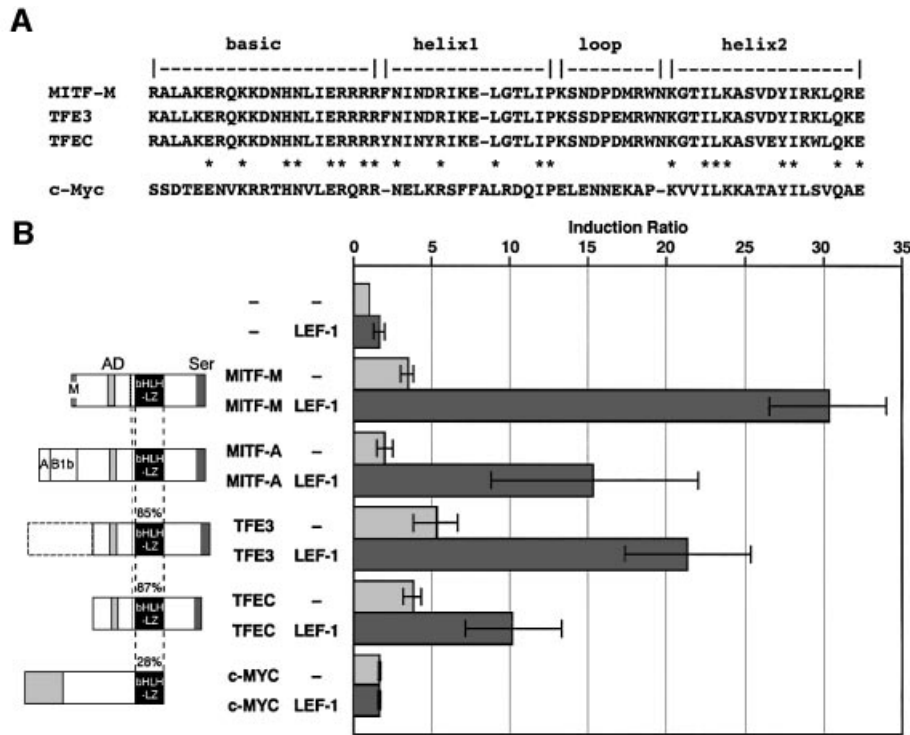 A
basic helix1 loop helix2
|-----------------------||----------------||----------||-------------------|
MITF-M RALAKERQKKDNHNLIERRRRFNINDRIKE-LGTLIPKSNDPDMRWNKGTILKASVDYIRKLQRE
TFE3 KALLKERQKKDNHNLIERRRRFNINDRIKE-LGTLIPKSSDPEMRWNKGTILKASVDYIRKLQKE
TFEC RALAKERQKKDNHNLIERRRRYNINYRIKE-LGTLIPKSNDPDMRWNKGTILKASVEYIKWLQKE
* * ** ** ** * * * ** * *** ** * *
c-Myc SSDTEENVKRRTHNVLERQRR-NELKRSFFALRDQIPELENNEKAP-KVVILKKATAYILSVQAE
B
Induction Ratio
0 5 10 15 20 25 30 35
– –
– LEF-1
AD Ser
M bHLH MITF-M –
-LZ
MITF-M LEF-1
A B1b bHLH MITF-A –
-LZ
MITF-A LEF-1
85%
bHLH TFE3 –
-LZ
TFE3 LEF-1
87%
bHLH TFEC –
-LZ
TFEC LEF-1
28%
bHLH c-MYC –
-LZ
c-MYC LEF-1